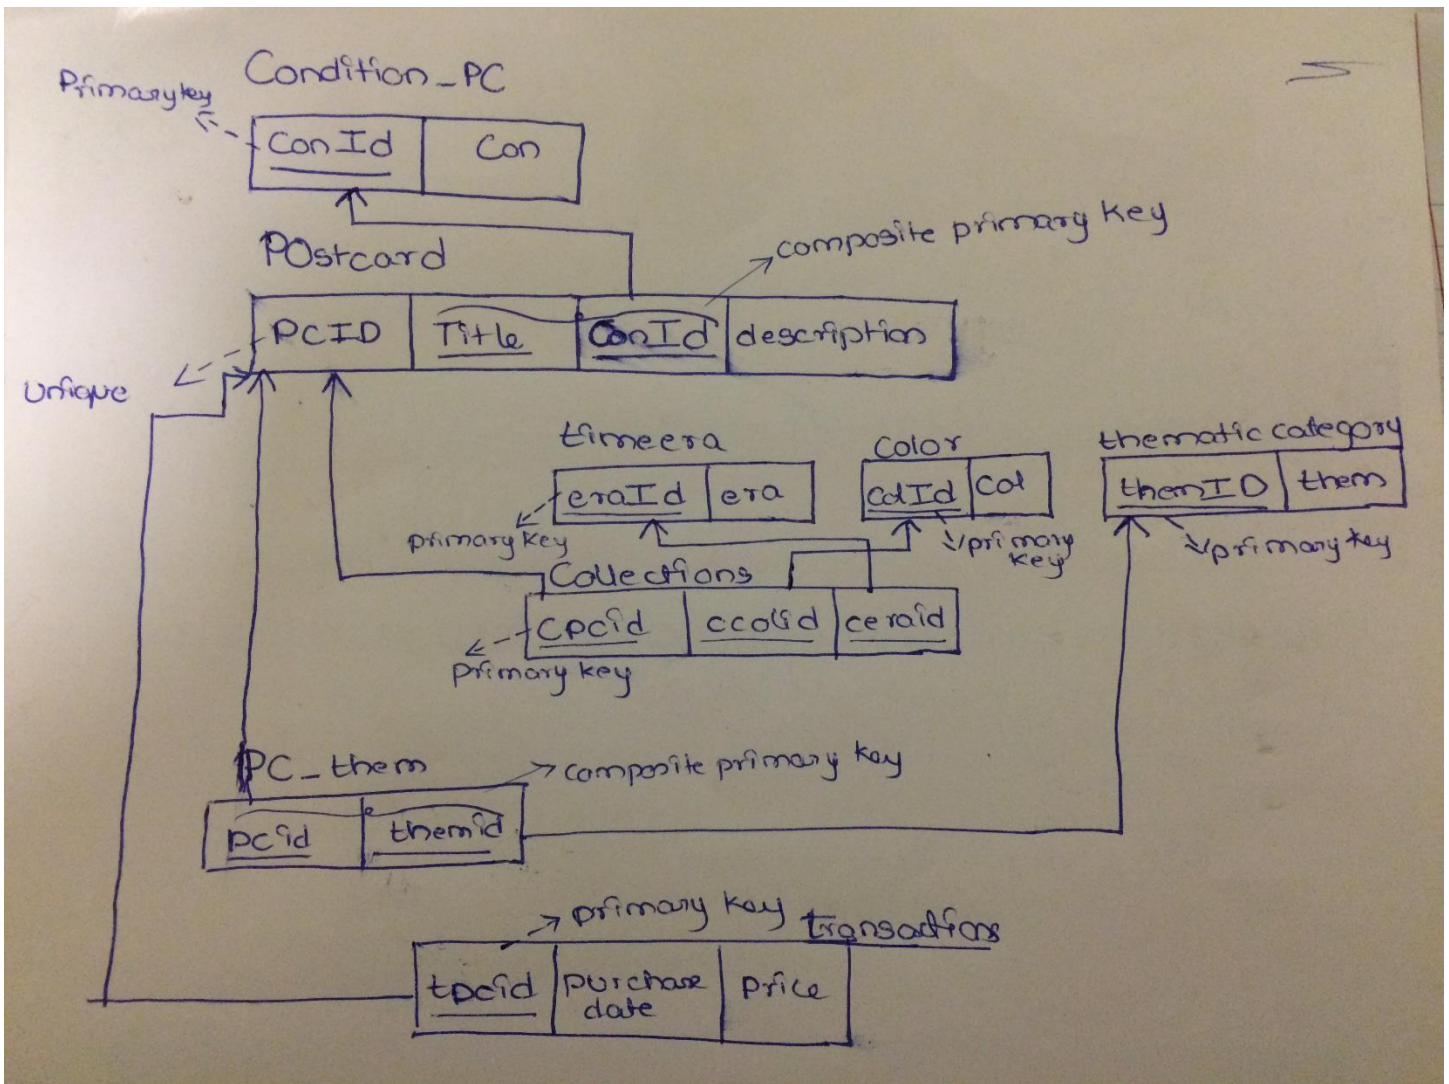 Condition_PC
Primary key
ConId Con
Postcard
composite primary key
PCID Title ConId description
Unique
timeera
eraId era
primary key
Color
colId Col
primary
key
thematic category
themID them
primary key
Collections
cpcid ccolid ceraid
primary key
PC_them
composite primary key
pcid themid
primary key
transactions
tpcid purchase
date price